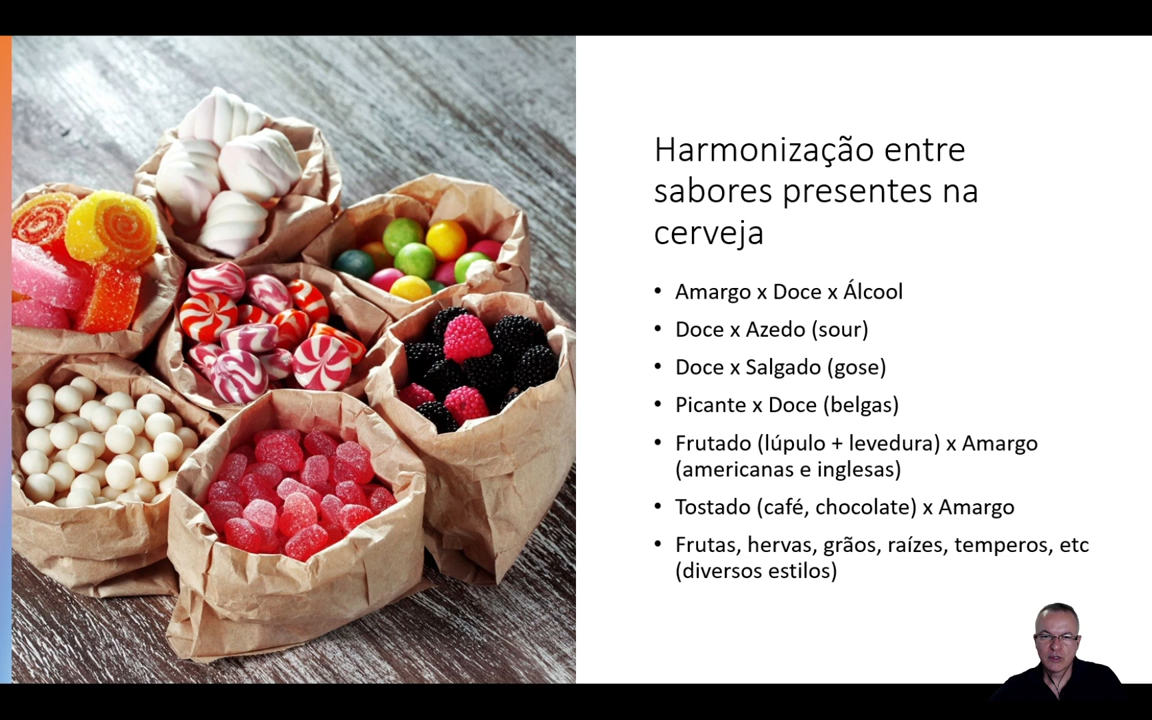 Harmonização entre
sabores presentes na
cerveja
• Amargo x Doce x Álcool
• Doce x Azedo (sour)
• Doce x Salgado (gose)
• Picante x Doce (belgas)
• Frutado (lúpulo + levedura) x Amargo
(americanas e inglesas)
• Tostado (café, chocolate) x Amargo
• Frutas, hervas, grãos, raízes, temperos, etc
(diversos estilos)